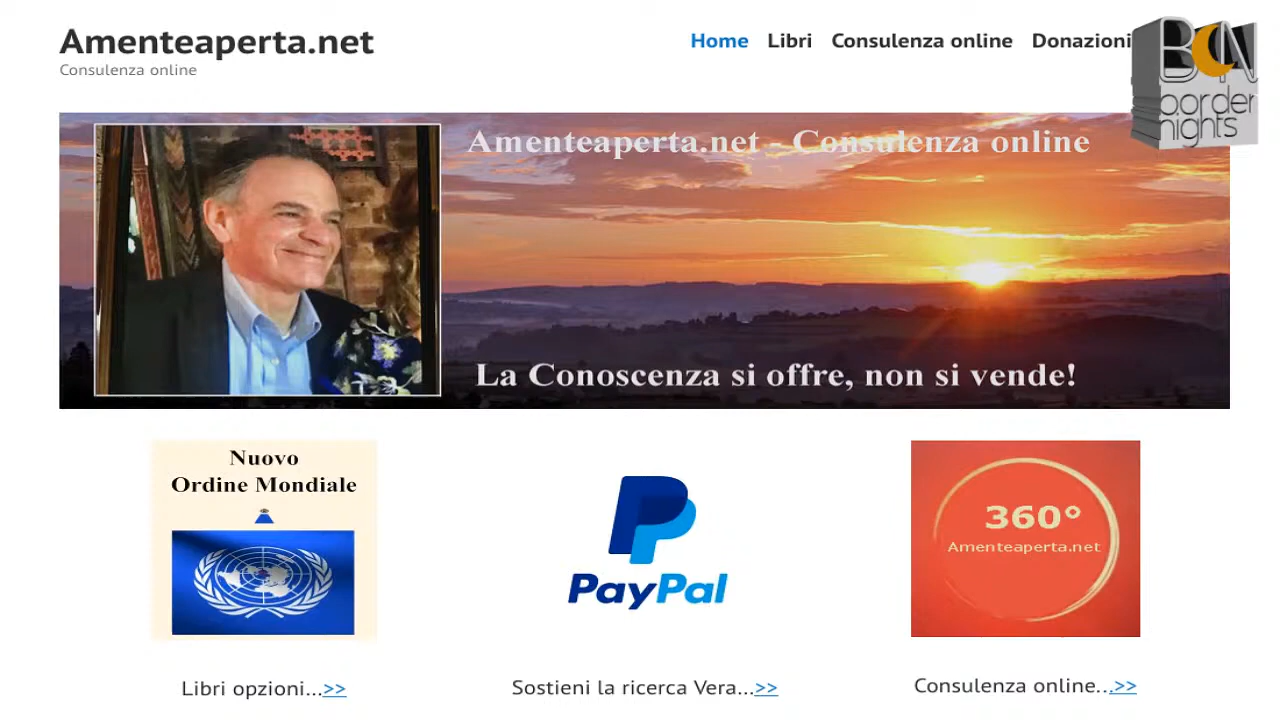 Amenteaperta.net
Consulenza online
Home Libri Consulenza online Donazioni
BCN
border
nights
Amenteaperta.net - Consulenza online
La Conoscenza si offre, non si vende!
Nuovo
Ordine Mondiale
PayPal
360°
Amenteaperta.net
Libri opzioni...>>
Sostieni la ricerca Vera...>>
Consulenza online...>>